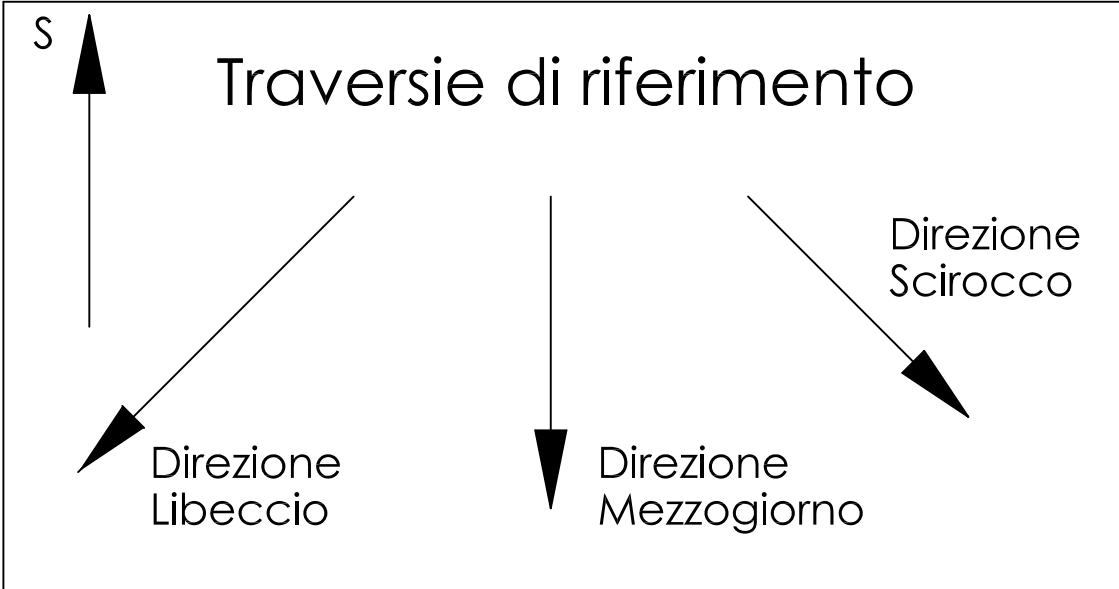 S
Traversie di riferimento
Direzione
Scirocco
Direzione
Libeccio
Direzione
Mezzogiorno